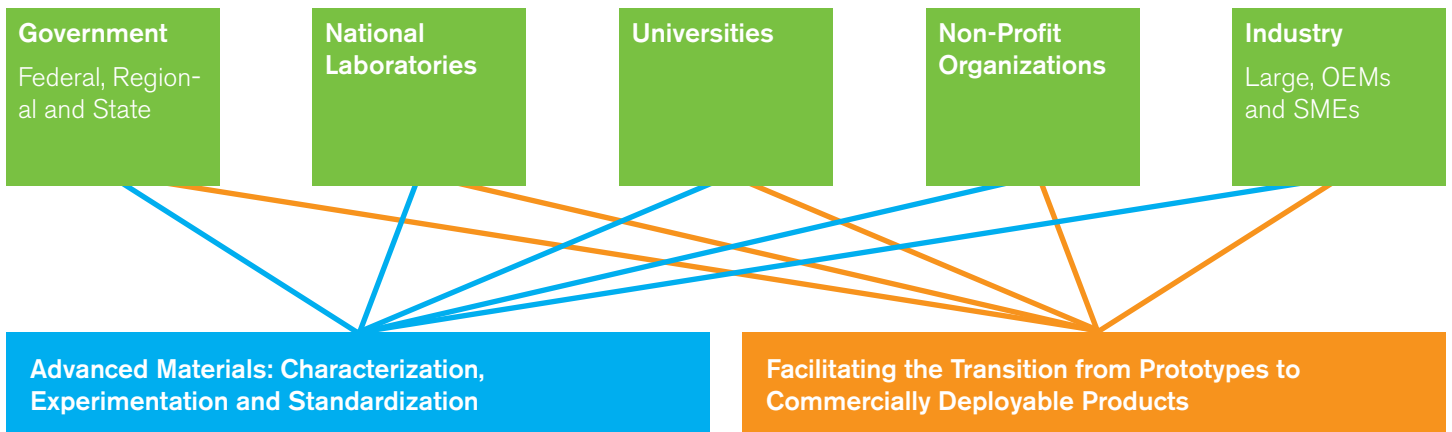 Government
Federal, Region-
al and State
National
Laboratories
Universities
Non-Profit
Organizations
Industry
Large, OEMs
and SMEs
Advanced Materials: Characterization,
Experimentation and Standardization
Facilitating the Transition from Prototypes to
Commercially Deployable Products